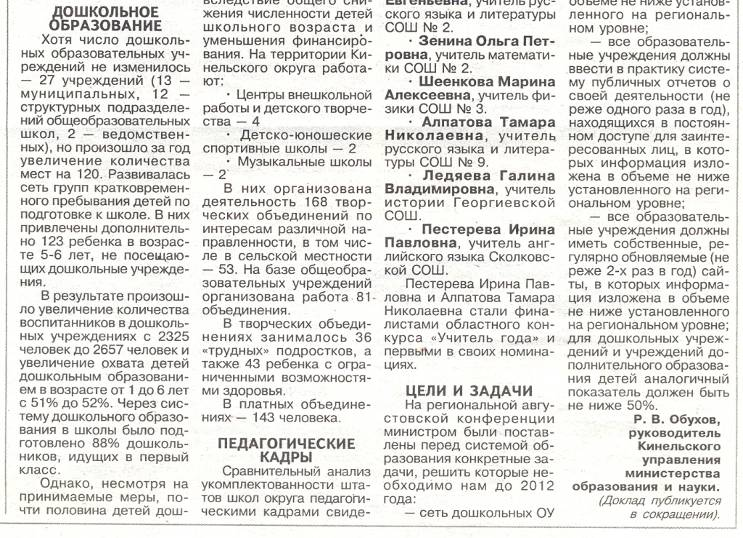 ДОШКОЛЬНОЕ
ОБРАЗОВАНИЕ
Хотя число дошколь-
ных образовательных уч-
реждений не изменилось
— 27 учреждений (13 —
муниципальных, 12 —
структурных подразделе-
ний общеобразовательных
школ, 2 — ведомствен-
ных), но произошло за год
увеличение количества
мест на 120. Развивалась
сеть групп кратковремен-
ного пребывания детей по
подготовке к школе. В них
привлечены дополнитель-
но 123 ребенка в возрасте
5-6 лет, не посещаю-
щих дошкольные учрежде-
ния.
В результате произош-
ло увеличение количества
воспитанников в дошколь-
ных учреждениях с 2325
человек до 2657 человек и
увеличение охвата детей
дошкольным образовани-
ем в возрасте от 1 до 6 лет
с 51% до 52%. Через сис-
тему дошкольного образо-
вания в школы было под-
готовлено 88% дошкольни-
ков, идущих в первый
класс.
Однако, несмотря на
принимаемые меры, по-
чти половина детей дош-
вследствие общего сни-
жения численности детей
школьного возраста и
уменьшения финансиро-
вания. На территории Ки-
нельского округа работа-
ют:
• Центры внешкольной
работы и детского творче-
ства — 4
• Детско-юношеские
спортивные школы — 2
• Музыкальные школы
— 2
В них организована
деятельность 168 твор-
ческих объединений по
интересам различной на-
правленности, в том чис-
ле в сельской местности
— 53. На базе общеобра-
зовательных учреждений
организована работа 81-
объединения.
В творческих объеди-
нениях занималось 36
«трудных» подростков, а
также 43 ребенка с огра-
ниченными возможностя-
ми здоровья.
В платных объедине-
ниях — 143 человека.
ПЕДАГОГИЧЕСКИЕ
КАДРЫ
Сравнительный анализ
укомплектованности шта-
тов школ округа педагоги-
ческими кадрами свиде-
Евгеньевна, учитель рус-
ского языка и литературы
СОШ № 2.
• Зенина Ольга Пет-
ровна, учитель математи-
ки СОШ № 2.
• Шеенкова Марина
Алексеевна, учитель фи-
зики СОШ № 3.
• Алпатова Тамара
Николаевна, учитель
русского языка и литера-
туры СОШ № 9.
• Ледяева Галина
Владимировна, учитель
истории Георгиевской
СОШ.
• Пестерева Ирина
Павловна, учитель анг-
лийского языка Сколковс-
кой СОШ.
Пестерева Ирина Пав-
ловна и Алпатова Тамара
Николаевна стали фина-
листами областного кон-
курса «Учитель года» и
первыми в своих номина-
циях.
ЦЕЛИ И ЗАДАЧИ
На региональной авгу-
стовской конференции
министром были постав-
лены перед системой об-
разования конкретные за-
дачи, решить которые не-
обходимо нам до 2012
года:
— сеть дошкольных ОУ
объеме не ниже установ-
ленного на региональ-
ном уровне;
— все образователь-
ные учреждения должны
ввести в практику систе-
му публичных отчетов о
своей деятельности (не
реже одного раза в год),
находящихся в постоян-
ном доступе для заинте-
ресованных лиц, в кото-
рых информация изло-
жена в объеме не ниже
установленного на реги-
ональном уровне;
— все образователь-
ные учреждения должны
иметь собственные, ре-
гулярно обновляемые (не
реже 2-х раз в год) сай-
ты, в которых информа-
ция изложена в объеме
не ниже установленного
на региональном уровне;
для дошкольных учреж-
дений и учреждений до-
полнительного образова-
ния детей аналогичный
показатель должен быть
не ниже 50%.
Р. В. Обухов,
руководитель
Кинельского
управления
министерства
образования и науки.
(Доклад публикуется
в сокращении).